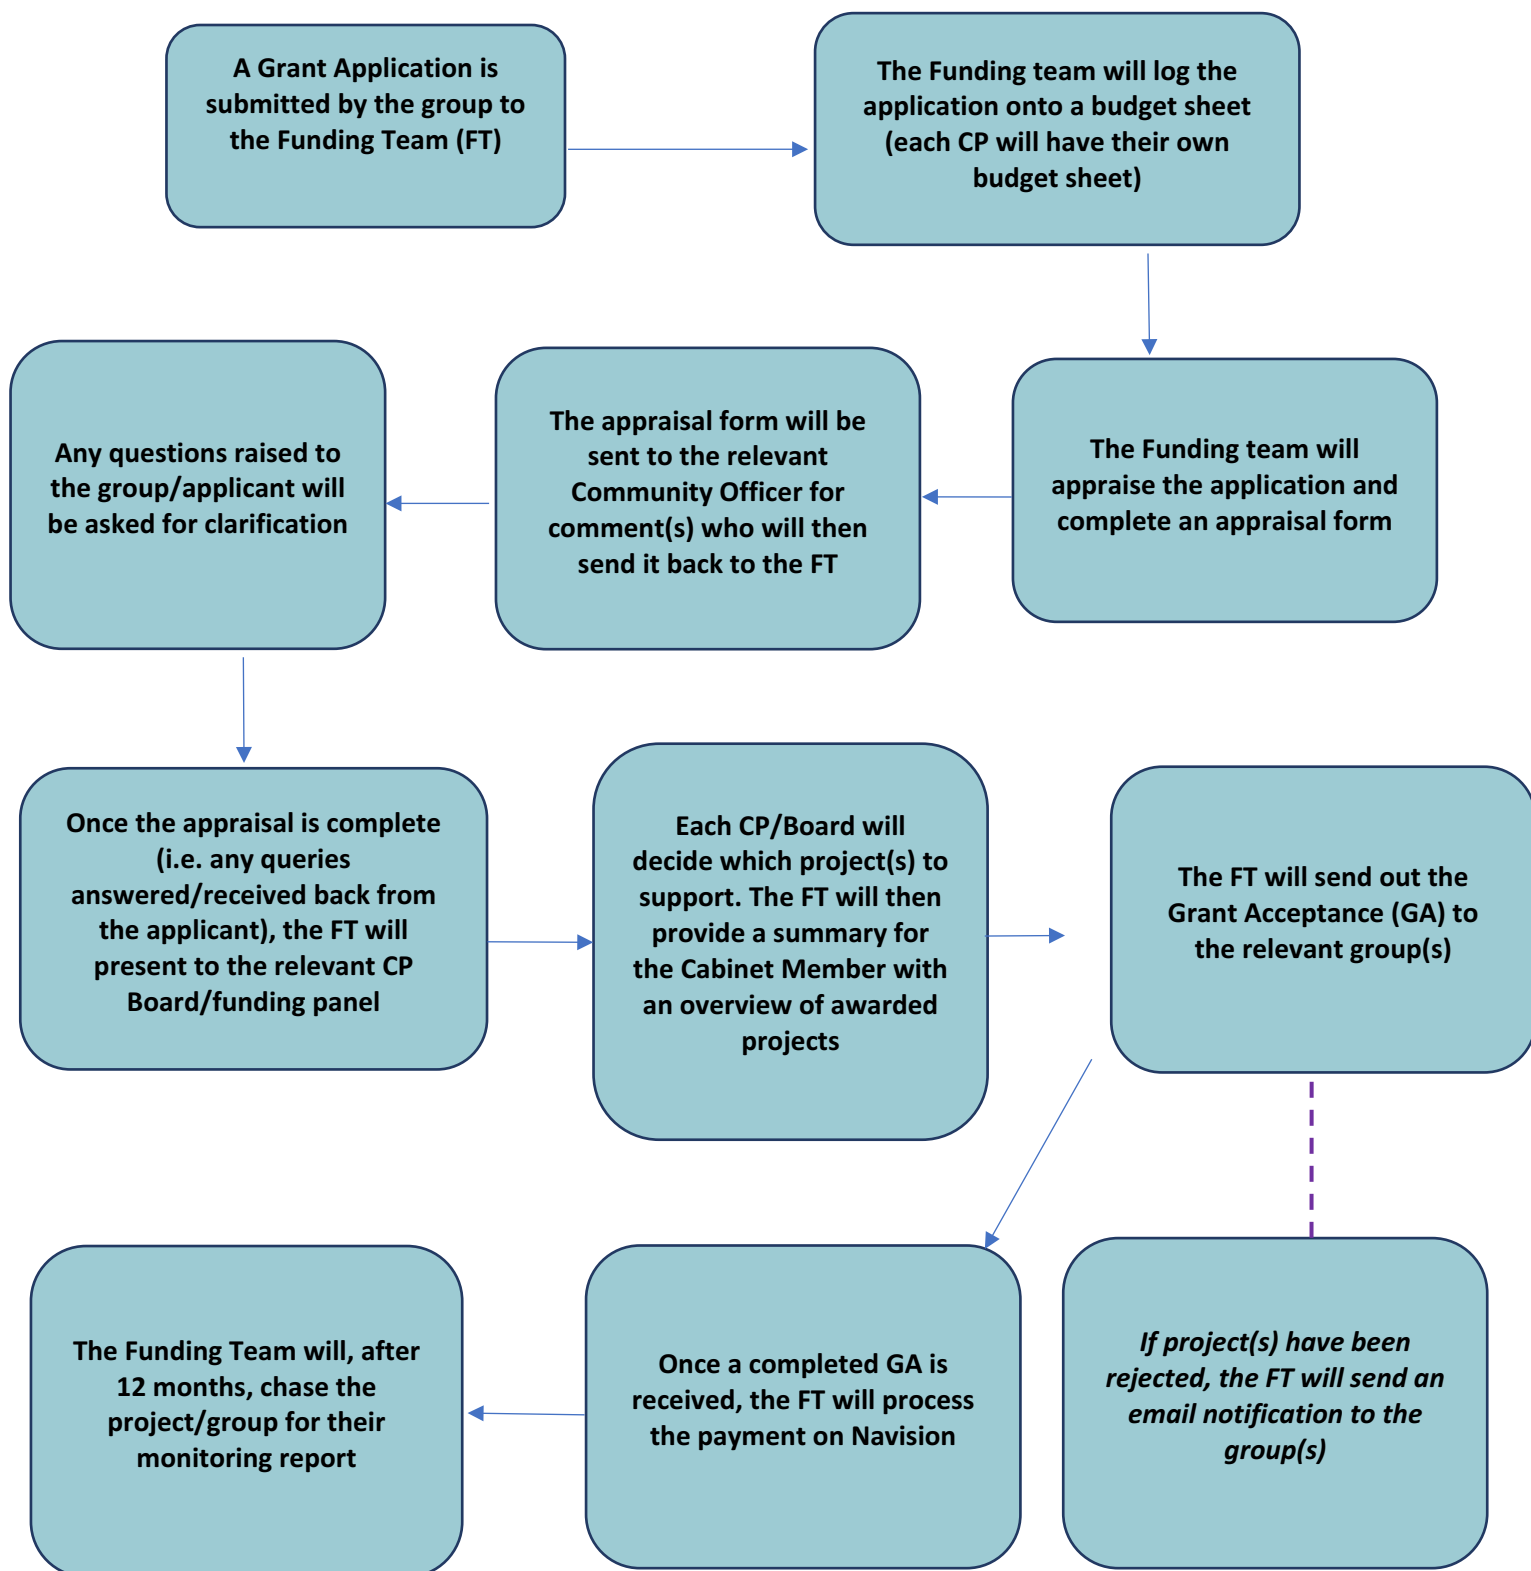 A Grant Application is
submitted by the group to
the Funding Team (FT)
The Funding team will log the
application onto a budget sheet
(each CP will have their own
budget sheet)
The Funding team will
appraise the application and
complete an appraisal form
The appraisal form will be
sent to the relevant
Community Officer for
comment(s) who will then
send it back to the FT
Any questions raised to
the group/applicant will
be asked for clarification
Once the appraisal is complete
(i.e. any queries
answered/received back from
the applicant), the FT will
present to the relevant CP
Board/funding panel
Each CP/Board will
decide which project(s) to
support. The FT will then
provide a summary for
the Cabinet Member with
an overview of awarded
projects
The FT will send out the
Grant Acceptance (GA) to
the relevant group(s)
If project(s) have been
rejected, the FT will send an
email notification to the
group(s)
Once a completed GA is
received, the FT will process
the payment on Navision
The Funding Team will, after
12 months, chase the
project/group for their
monitoring report